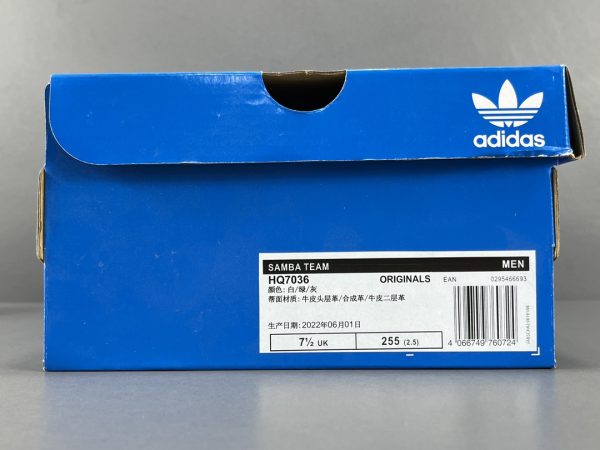 adidas
SAMBA TEAM MEN
HQ7036 ORIGINALS EAN 0295466693
颜色: 白/绿/灰
帮面材质: 牛皮头层革/合成革/牛皮二层革
生产日期: 2022年06月01日
7½ UK 255 (2.5) 4 066749 760724